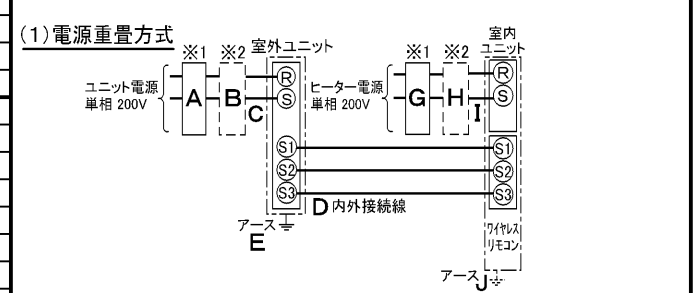 (1)電源重畳方式
※1 ※2 室外ユニット
ユニット電源
単相 200V
A B C
R
S
S1
S2
S3
アース
E
D 内外接続線
※1 ※2 室内
ユニット
ヒーター電源
単相 200V
G H I
R
S
S1
S2
S3
ワイヤレス
リモコン
アース J